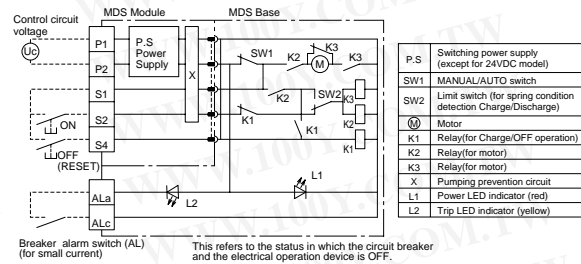 Control circuit
voltage
MDS Module
MDS Base
Uc
P1
P2
S1
S2
S4
ALa
ALc
P.S
Power
Supply
X
SW1
K2
K3
M
K3
K2
SW2
K3
K1
K2
K1
K1
ON
OFF
(RESET)
L1
L2
Breaker alarm switch (AL)
(for small current)
This refers to the status in which the circuit breaker
and the electrical operation device is OFF.
P.S Switching power supply
(except for 24VDC model)
SW1 MANUAL/AUTO switch
SW2 Limit switch (for spring condition
detection Charge/Discharge)
M Motor
K1 Relay(for Charge/OFF operation)
K2 Relay(for motor)
K3 Relay(for motor)
X Pumping prevention circuit
L1 Power LED indicator (red)
L2 Trip LED indicator (yellow)
WWW.100Y.COM.TW